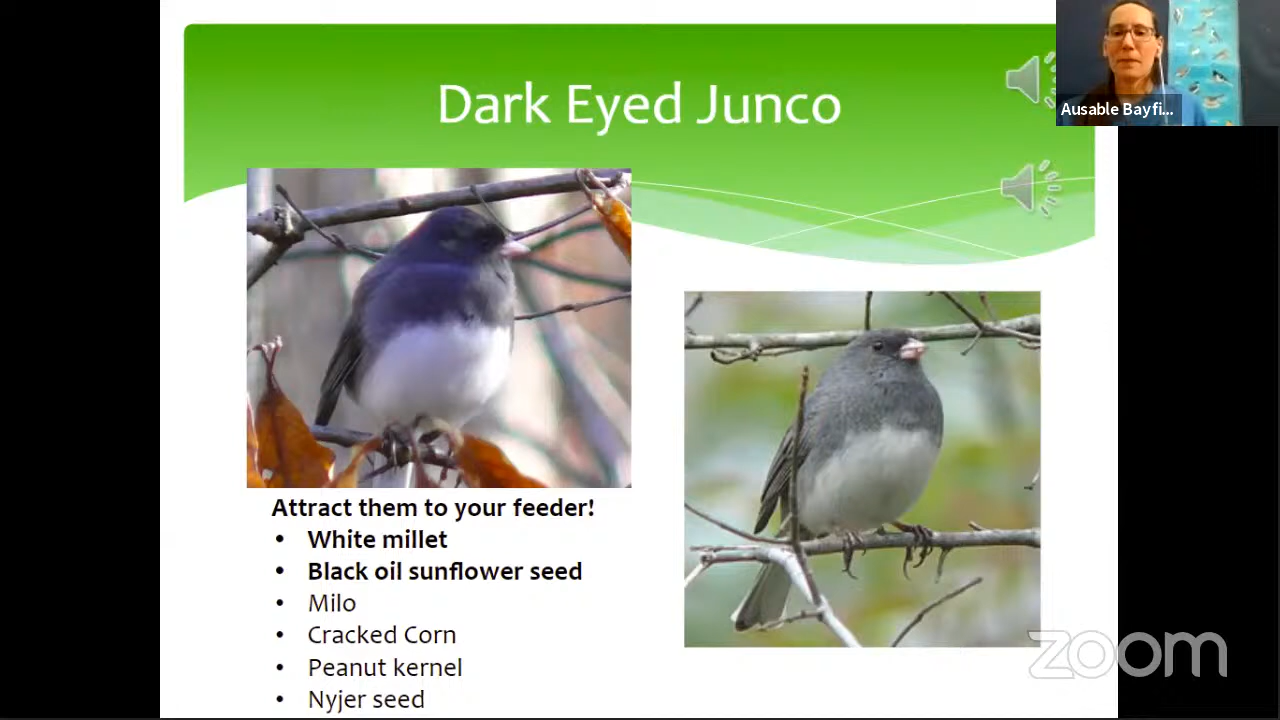 Dark Eyed Junco
Ausable Bayfi...
Attract them to your feeder!
• White millet
• Black oil sunflower seed
• Milo
• Cracked Corn
• Peanut kernel
• Nyjer seed
zoom